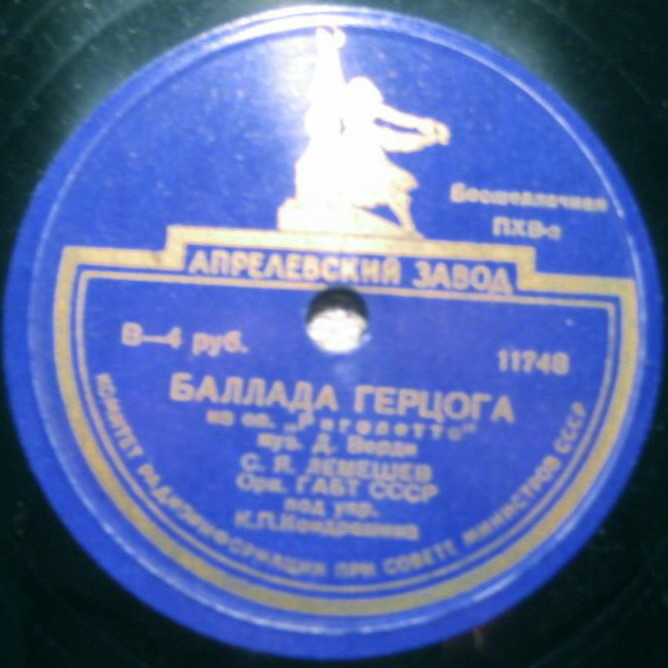 Бесшеллачная
ПХВ-а
АПРЕЛЕВСКИЙ ЗАВОД
В—4 руб.
11748
БАЛЛАДА ГЕРЦОГА
из оп. „Риголетто“
муз. Д. Верди
С. Я. ЛЕМЕШЕВ
Орк. ГАБТ СССР
под упр.
К.П.Кондрашина
КОМИТЕТ РАДИОИНФОРМАЦИИ ПРИ СОВЕТЕ МИНИСТРОВ СССР